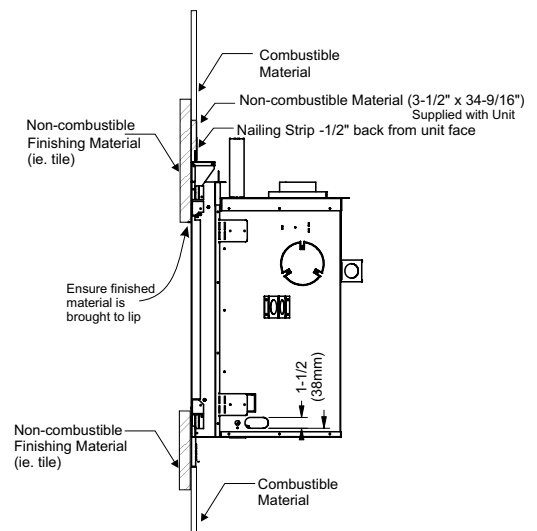 Combustible
Material
Non-combustible Material (3-1/2" x 34-9/16")
Supplied with Unit
Nailing Strip -1/2" back from unit face
Non-combustible
Finishing Material
(ie. tile)
Ensure finished
material is
brought to lip
1-1/2
(38mm)
Non-combustible
Finishing Material
(ie. tile)
Combustible
Material